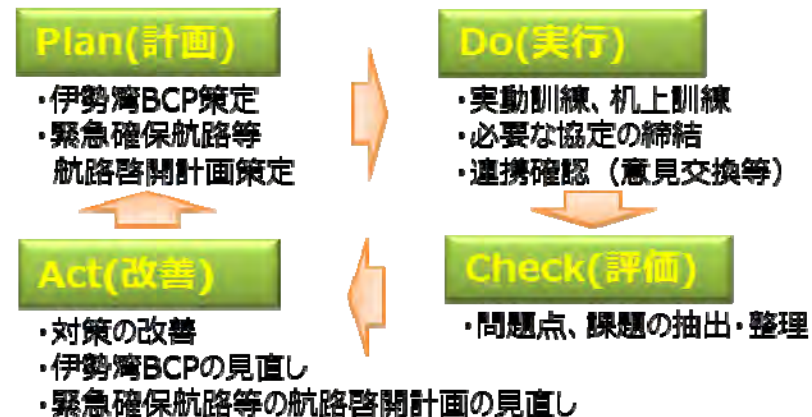 Plan(計画)
・伊勢湾BCP策定
・緊急確保航路等
航路啓開計画策定
Do(実行)
・実動訓練、机上訓練
・必要な協定の締結
・連携確認（意見交換等）
Check(評価)
・問題点、課題の抽出・整理
Act(改善)
・対策の改善
・伊勢湾BCPの見直し
・緊急確保航路等の航路啓開計画の見直し